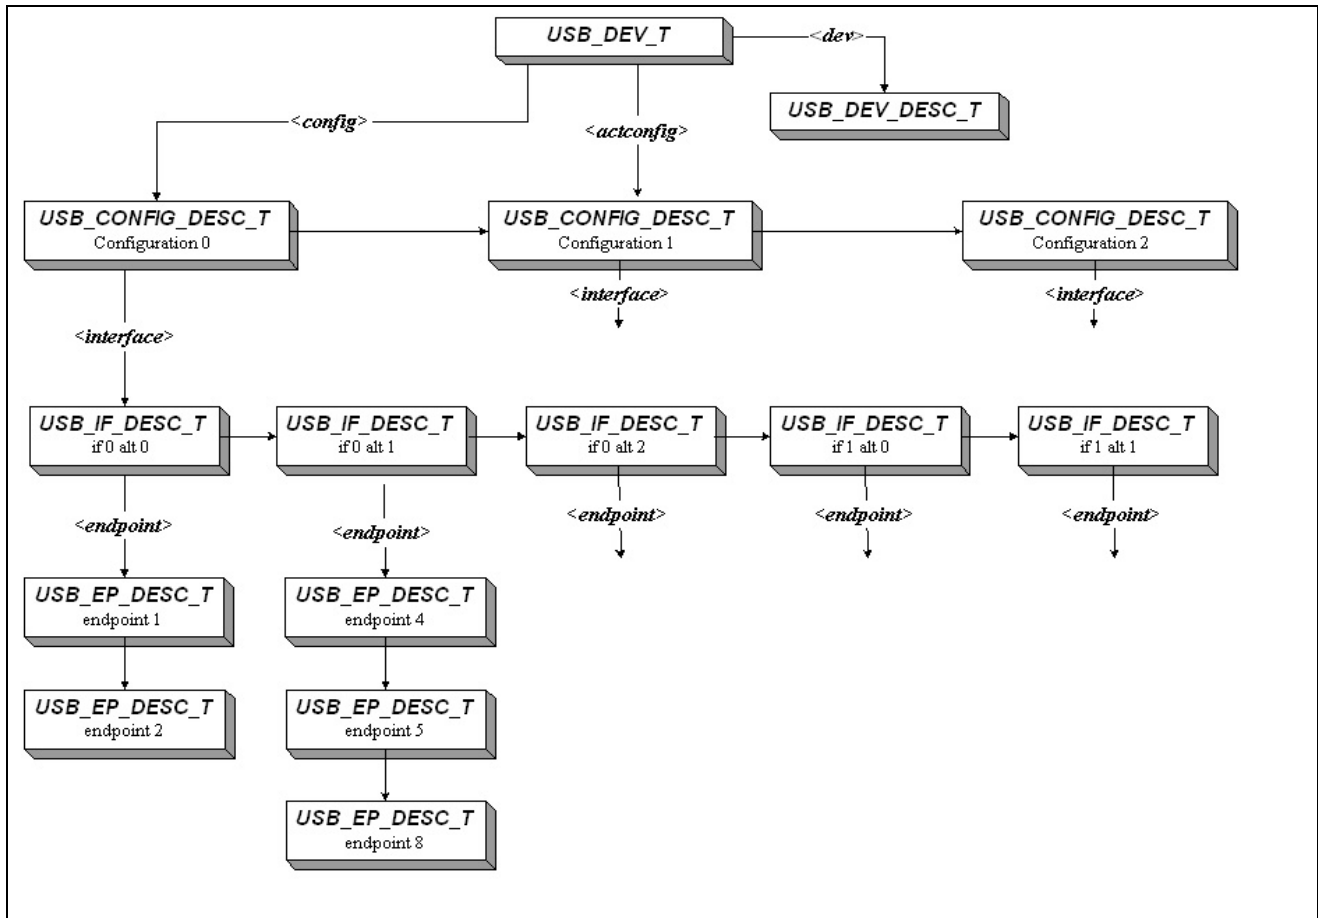 USB_DEV_T
<dev>
USB_DEV_DESC_T
<config>
<actconfig>
USB_CONFIG_DESC_T
Configuration 0
USB_CONFIG_DESC_T
Configuration 1
USB_CONFIG_DESC_T
Configuration 2
<interface>
<interface>
<interface>
USB_IF_DESC_T
if 0 alt 0
USB_IF_DESC_T
if 0 alt 1
USB_IF_DESC_T
if 0 alt 2
USB_IF_DESC_T
if 1 alt 0
USB_IF_DESC_T
if 1 alt 1
<endpoint>
<endpoint>
<endpoint>
<endpoint>
<endpoint>
USB_EP_DESC_T
endpoint 1
USB_EP_DESC_T
endpoint 4
USB_EP_DESC_T
endpoint 2
USB_EP_DESC_T
endpoint 5
USB_EP_DESC_T
endpoint 8